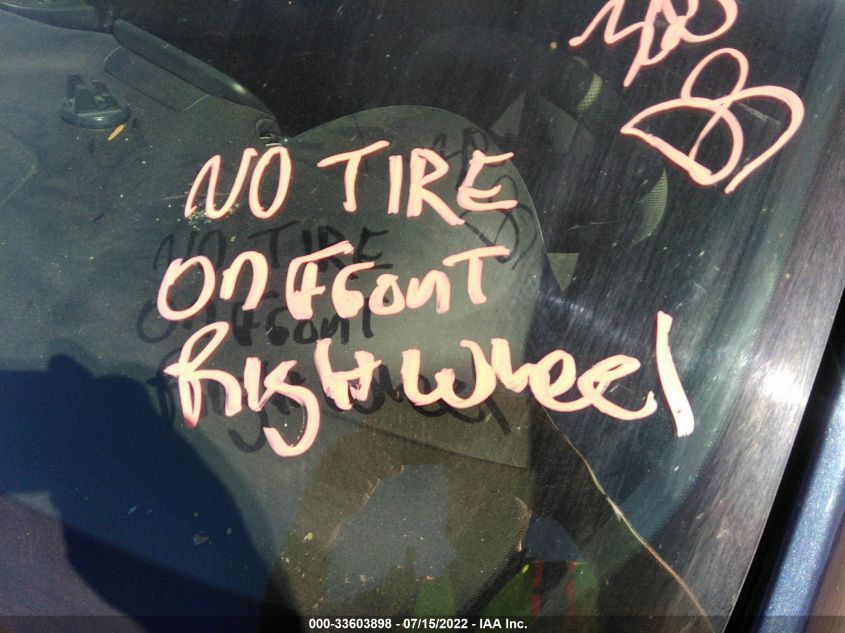 NO TIRE
on Front
Right wheel
000-33603898 - 07/15/2022 - IAA Inc.